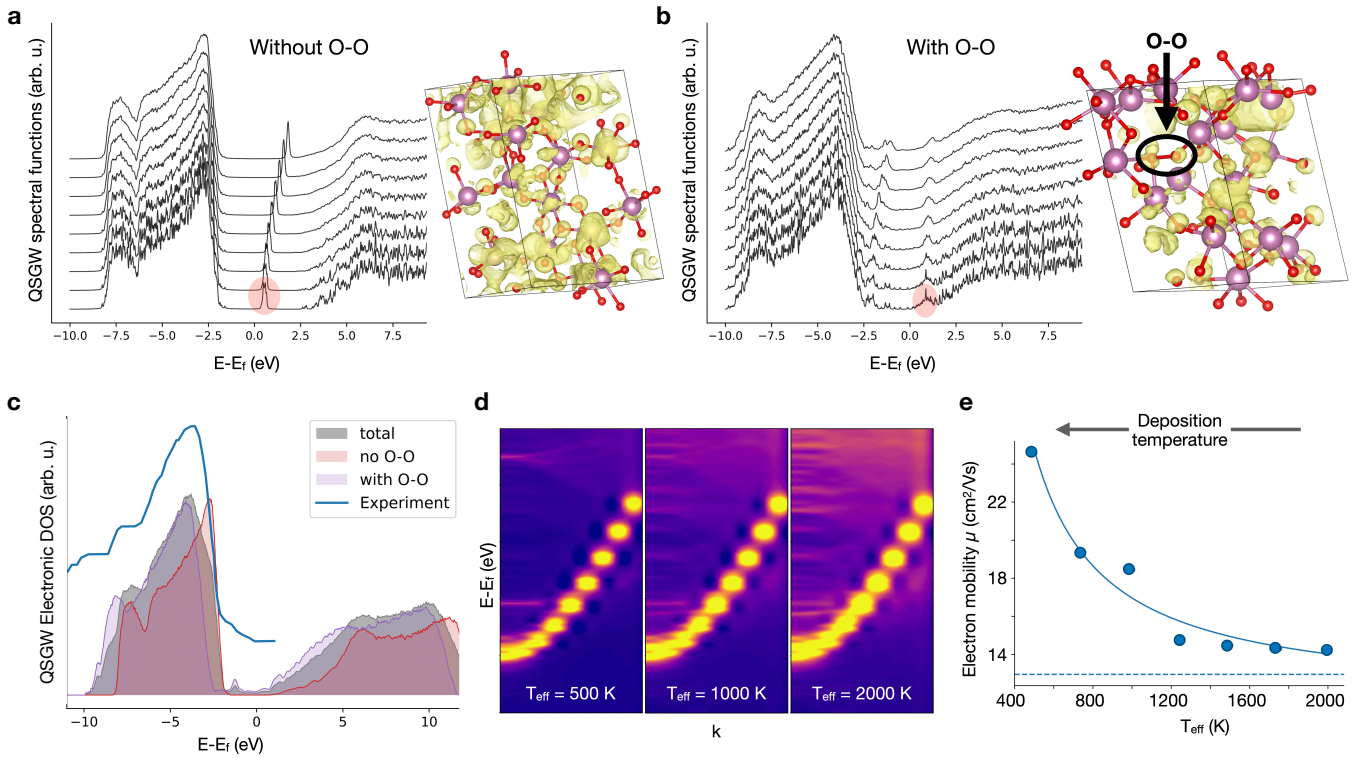 a
Without O-O
QSGW spectral functions (arb. u.)
−10.0 −7.5 −5.0 −2.5 0.0 2.5 5.0 7.5
E-Ef (eV)
b
With O-O
O-O
QSGW spectral functions (arb. u.)
−10.0 −7.5 −5.0 −2.5 0.0 2.5 5.0 7.5
E-Ef (eV)
c
total
no O-O
with O-O
Experiment
QSGW Electronic DOS (arb. u.)
−10 −5 0 5 10
E-Ef (eV)
d
E-Ef (eV)
Teff = 500 K
Teff = 1000 K
Teff = 2000 K
k
e
Deposition
temperature
Electron mobility μ (cm²/Vs)
22
18
14
400 800 1200 1600 2000
Teff (K)